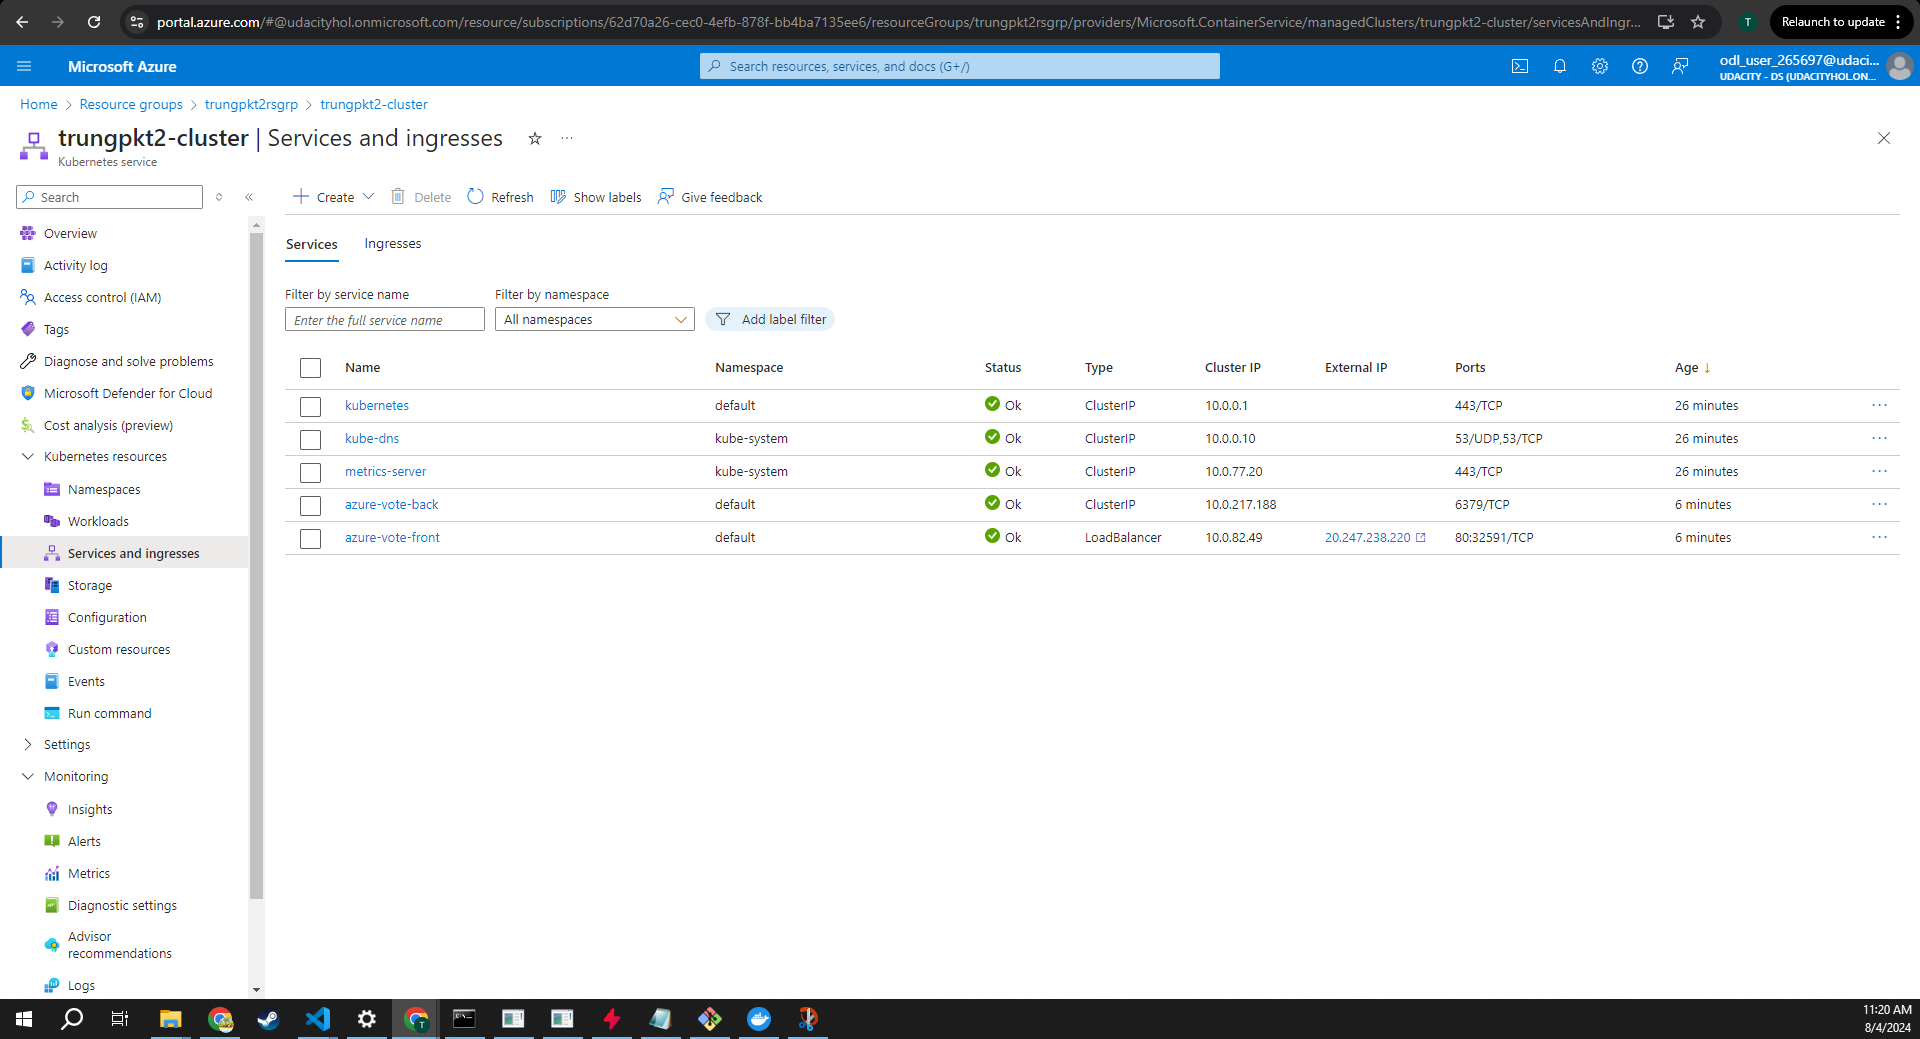 portal.azure.com/#@udacityhol.onmicrosoft.com/resource/subscriptions/62d70a26-cec0-4efb-878f-bb4ba7135ee6/resourceGroups/trungpkt2rsgrp/providers/Microsoft.ContainerService/managedClusters/trungpkt2-cluster/servicesAndIngr...
T
Relaunch to update
Microsoft Azure
Search resources, services, and docs (G+/)
odl_user_265697@udaci...
UDACITY - DS (UDACITYHOL.ON...
Home > Resource groups > trungpkt2rsgrp > trungpkt2-cluster
trungpkt2-cluster | Services and ingresses
Kubernetes service
Search
Create
Delete
Refresh
Show labels
Give feedback
Overview
Activity log
Access control (IAM)
Tags
Diagnose and solve problems
Microsoft Defender for Cloud
Cost analysis (preview)
Kubernetes resources
Namespaces
Workloads
Services and ingresses
Storage
Configuration
Custom resources
Events
Run command
Settings
Monitoring
Insights
Alerts
Metrics
Diagnostic settings
Advisor
recommendations
Logs
Services Ingresses
Filter by service name
Enter the full service name
Filter by namespace
All namespaces
Add label filter
Name Namespace Status Type Cluster IP External IP Ports Age ↓
kubernetes default Ok ClusterIP 10.0.0.1 443/TCP 26 minutes
kube-dns kube-system Ok ClusterIP 10.0.0.10 53/UDP,53/TCP 26 minutes
metrics-server kube-system Ok ClusterIP 10.0.77.20 443/TCP 26 minutes
azure-vote-back default Ok ClusterIP 10.0.217.188 6379/TCP 6 minutes
azure-vote-front default Ok LoadBalancer 10.0.82.49 20.247.238.220 80:32591/TCP 6 minutes
11:20 AM
8/4/2024